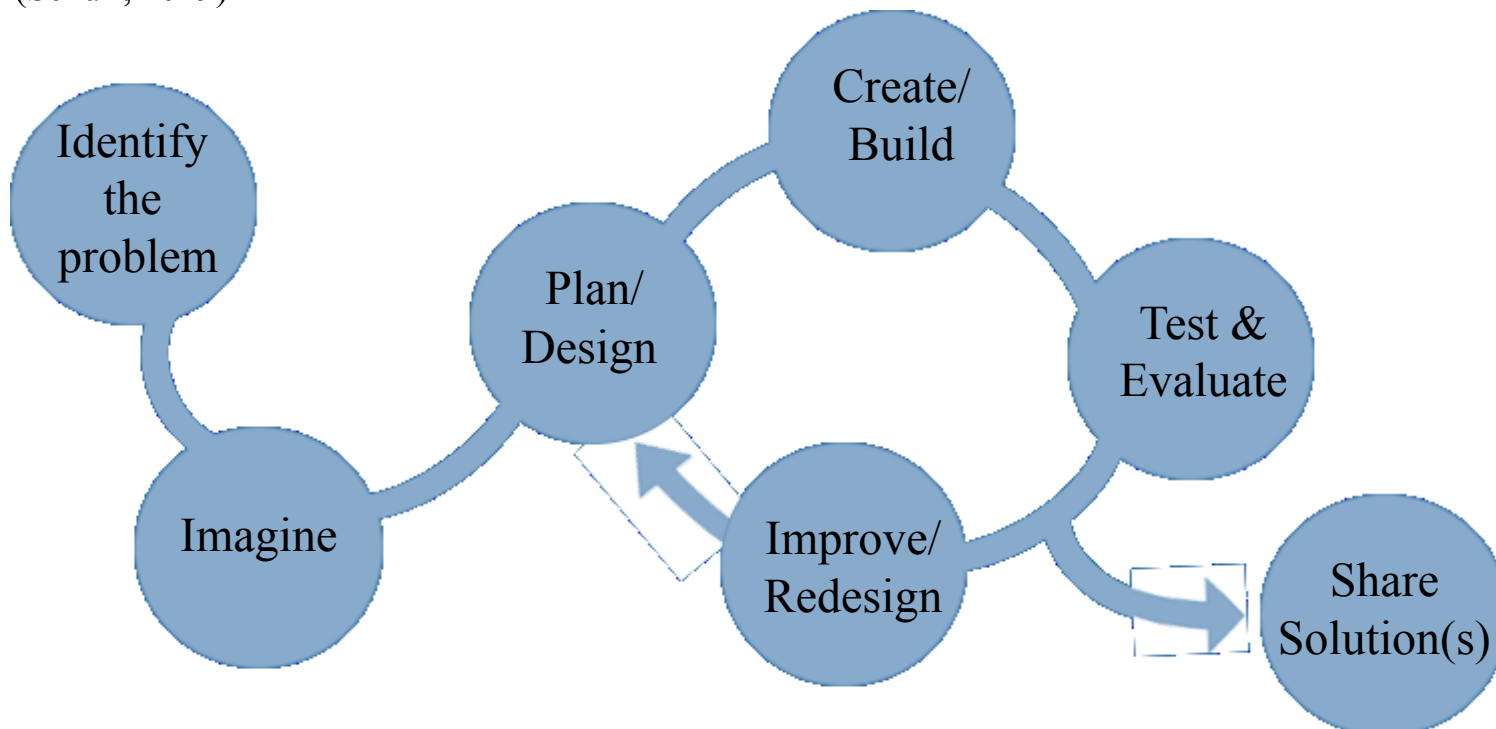 Identify
the
problem
Imagine
Plan/
Design
Create/
Build
Test &
Evaluate
Improve/
Redesign
Share
Solution(s)